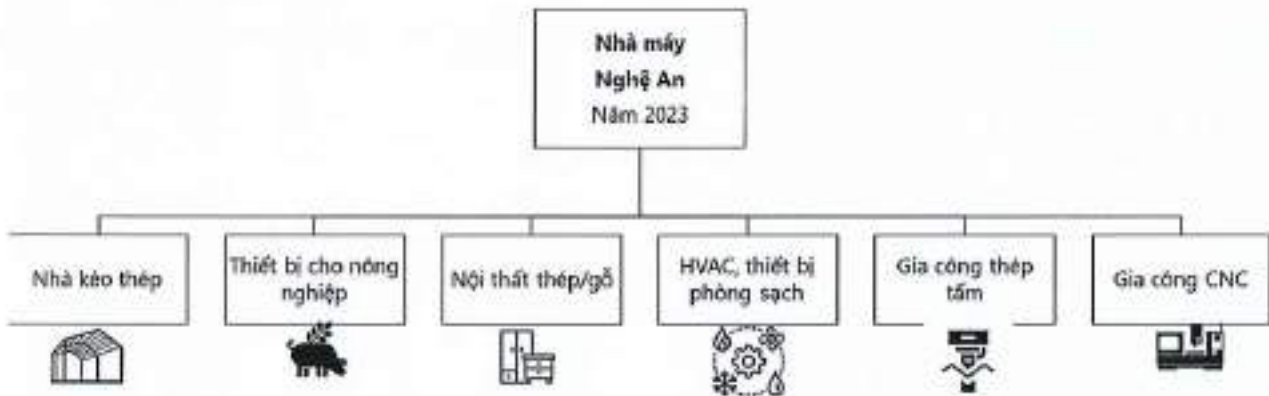 Nhà máy
Nghệ An
Năm 2023
Nhà kéo thép
Thiết bị cho nông
nghiệp
Nội thất thép/gỗ
HVAC, thiết bị
phòng sạch
Gia công thép
tấm
Gia công CNC